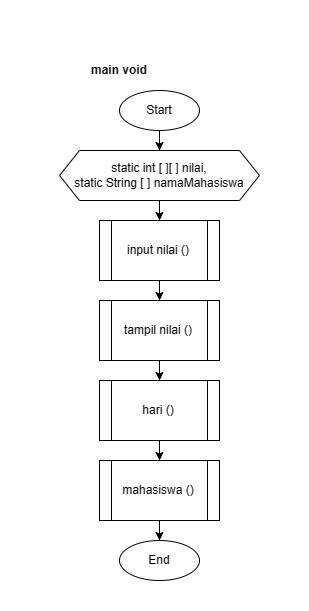 main void
Start
static int [ ][ ] nilai,
static String [ ] namaMahasiswa
input nilai ()
tampil nilai ()
hari ()
mahasiswa ()
End